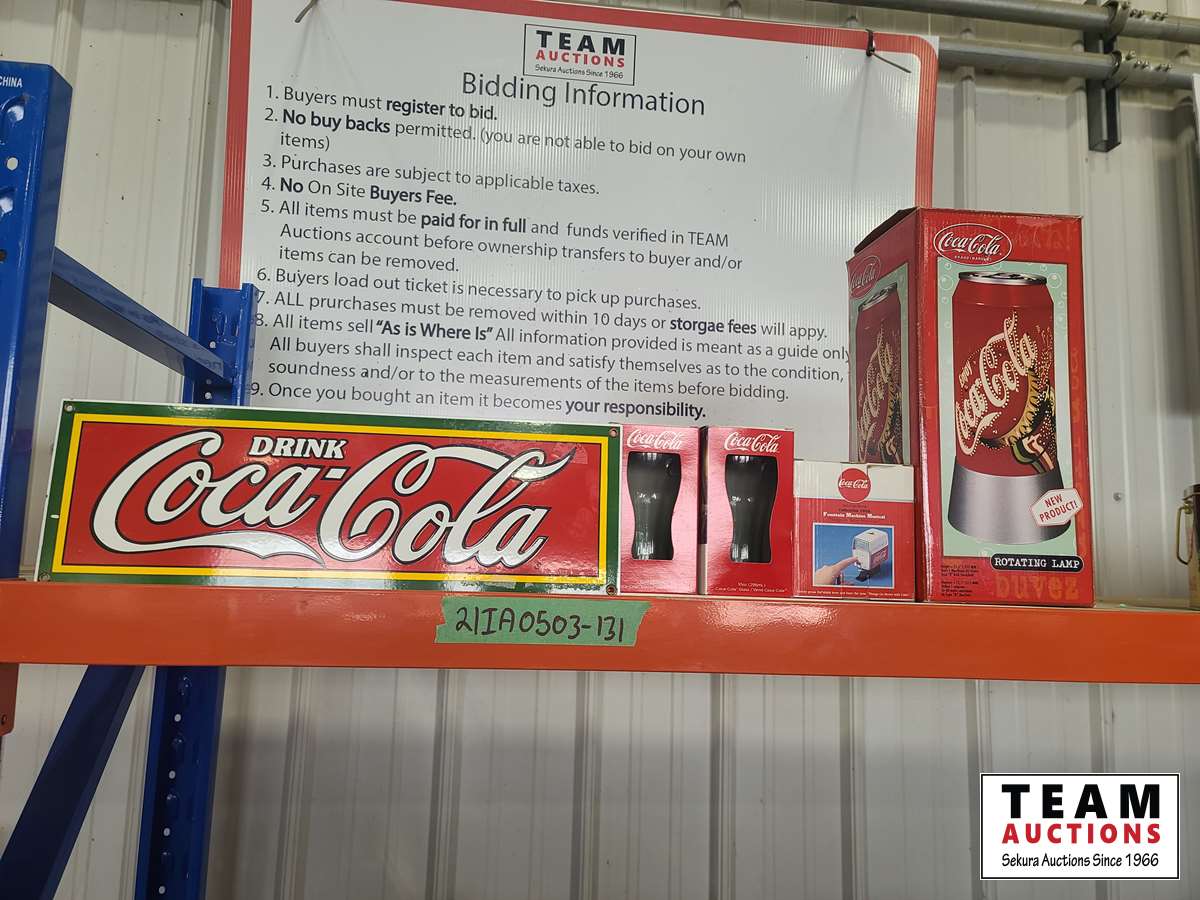 CHINA
TEAM
AUCTIONS
Sekura Auctions Since 1966
Bidding Information
1. Buyers must register to bid.
2. No buy backs permitted. (you are not able to bid on your own
items)
3. Purchases are subject to applicable taxes.
4. No On Site Buyers Fee.
5. All items must be paid for in full and funds verified in TEAM
Auctions account before ownership transfers to buyer and/or
items can be removed.
6. Buyers load out ticket is necessary to pick up purchases.
7. ALL prurchases must be removed within 10 days or storgae fees will appy.
8. All items sell "As is Where Is" All information provided is meant as a guide only
All buyers shall inspect each item and satisfy themselves as to the condition,
soundness and/or to the measurements of the items before bidding.
9. Once you bought an item it becomes your responsibility.
DRINK
Coca-Cola
Coca-Cola
Coca-Cola
Coca-Cola
Fountain Machine Musical
Coca-Cola
Coca-Cola
enjoy
Coca-Cola
NEW
PRODUCT!
ROTATING LAMP
buvez
21IA0503-131
TEAM
AUCTIONS
Sekura Auctions Since 1966